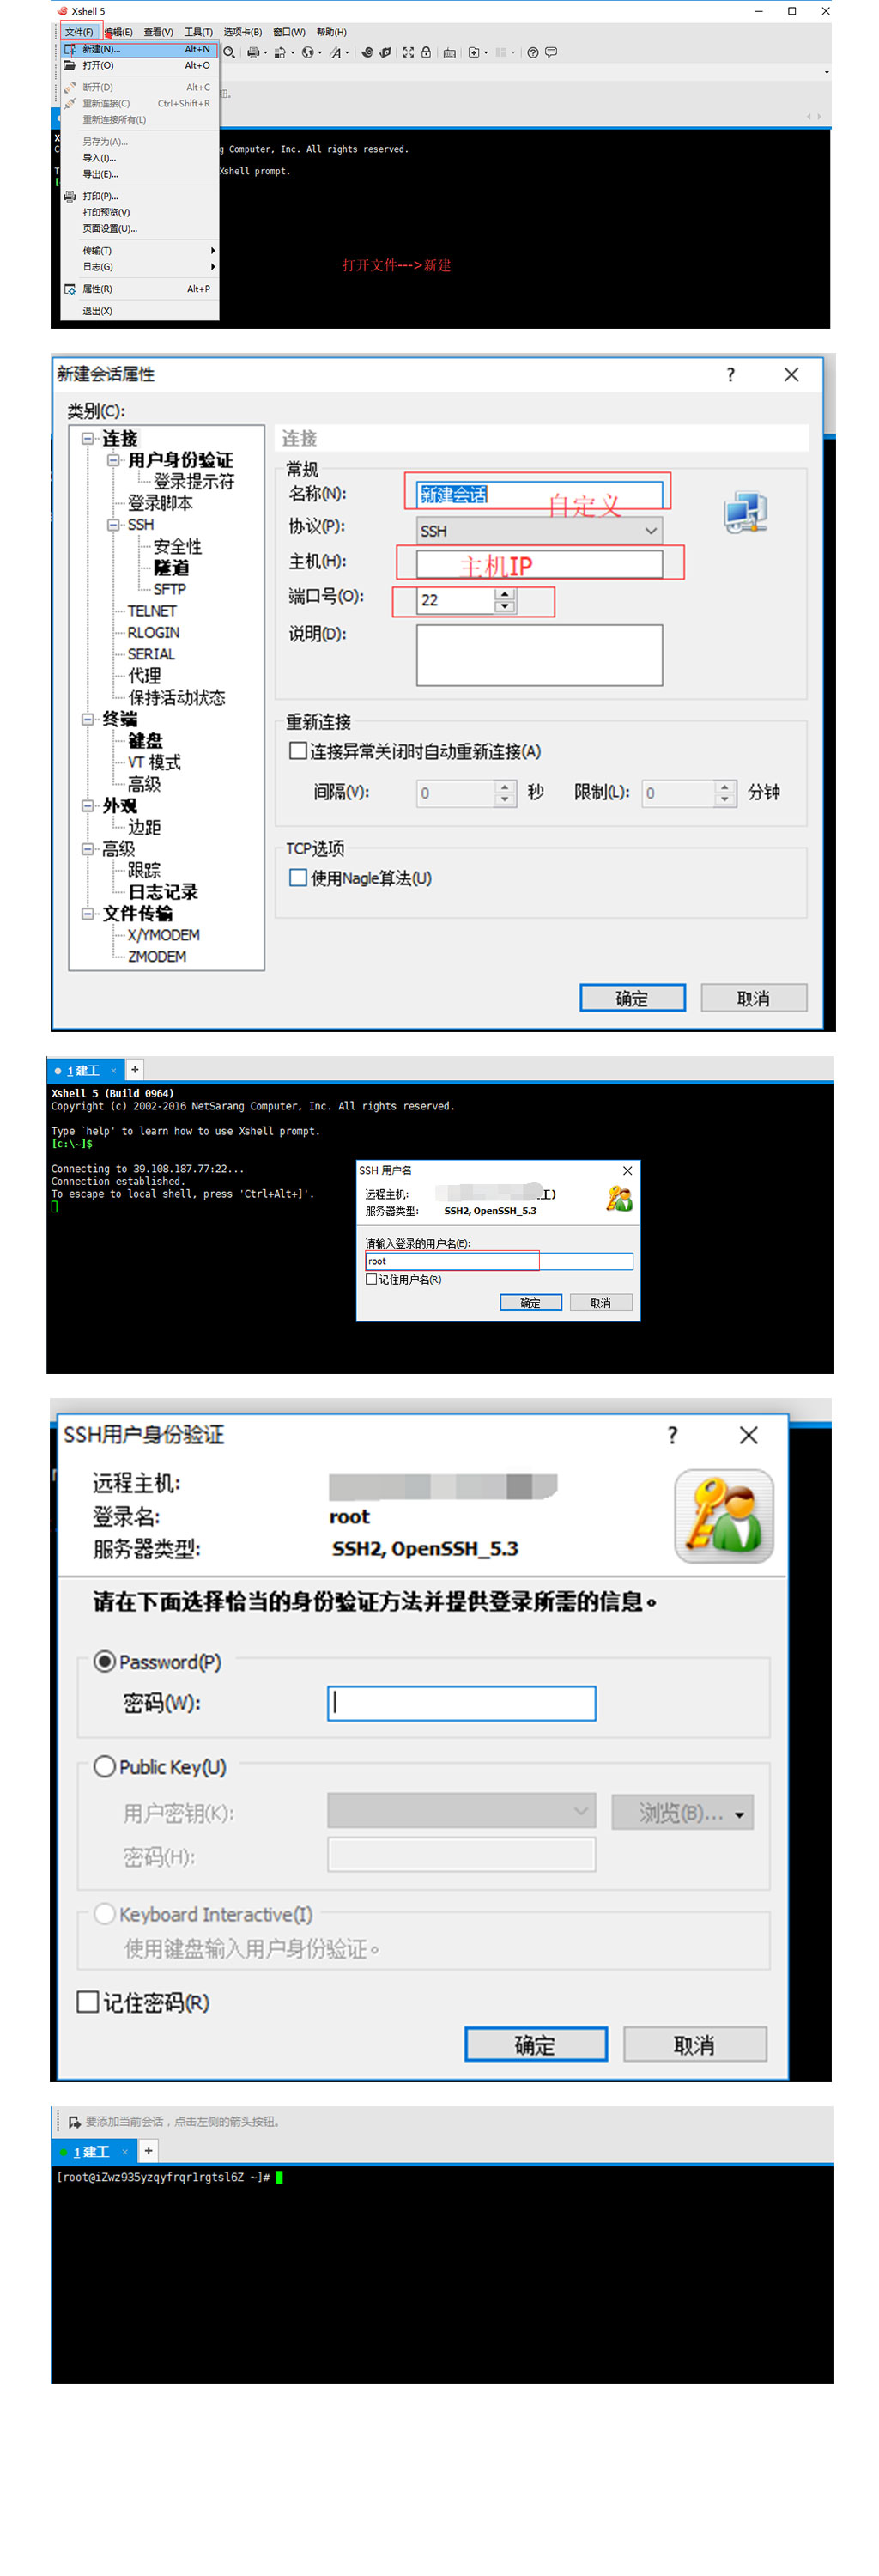 Xshell 5
文件(F) 编辑(E) 查看(V) 工具(T) 选项卡(B) 窗口(W) 帮助(H)
新建(N)... Alt+N
打开(O) Alt+O
断开(D) Alt+C
重新连接(C) Ctrl+Shift+R
重新连接所有(L)
另存为(A)...
导入(I)...
导出(E)...
打印(P)...
打印预览(V)
页面设置(U)...
传输(T)
日志(G)
属性(R) Alt+P
退出(X)
钮。
X
C g Computer, Inc. All rights reserved.
T Xshell prompt.
[
打开文件--->新建
新建会话属性
类别(C):
连接
用户身份验证
登录提示符
登录脚本
SSH
安全性
隧道
SFTP
TELNET
RLOGIN
SERIAL
代理
保持活动状态
终端
键盘
VT 模式
高级
外观
边距
高级
跟踪
日志记录
文件传输
X/YMODEM
ZMODEM
连接
常规
名称(N): 新建会话 自定义
协议(P): SSH
主机(H): 主机IP
端口号(O): 22
说明(D):
重新连接
连接异常关闭时自动重新连接(A)
间隔(V): 0 秒 限制(L): 0 分钟
TCP选项
使用Nagle算法(U)
确定 取消
1 建工 × +
Xshell 5 (Build 0964)
Copyright (c) 2002-2016 NetSarang Computer, Inc. All rights reserved.
Type `help' to learn how to use Xshell prompt.
[c:\~]$
Connecting to 39.108.187.77:22...
Connection established.
To escape to local shell, press 'Ctrl+Alt+]'.
SSH 用户名
远程主机: 工)
服务器类型: SSH2, OpenSSH_5.3
请输入登录的用户名(E):
root
记住用户名(R)
确定 取消
SSH用户身份验证
远程主机:
登录名: root
服务器类型: SSH2, OpenSSH_5.3
请在下面选择恰当的身份验证方法并提供登录所需的信息。
Password(P)
密码(W):
Public Key(U)
用户密钥(K): 浏览(B)...
密码(H):
Keyboard Interactive(I)
使用键盘输入用户身份验证。
记住密码(R)
确定 取消
要添加当前会话，点击左侧的箭头按钮。
1 建工 × +
[root@iZwz935yzqyfrqr1rgtsl6Z ~]#